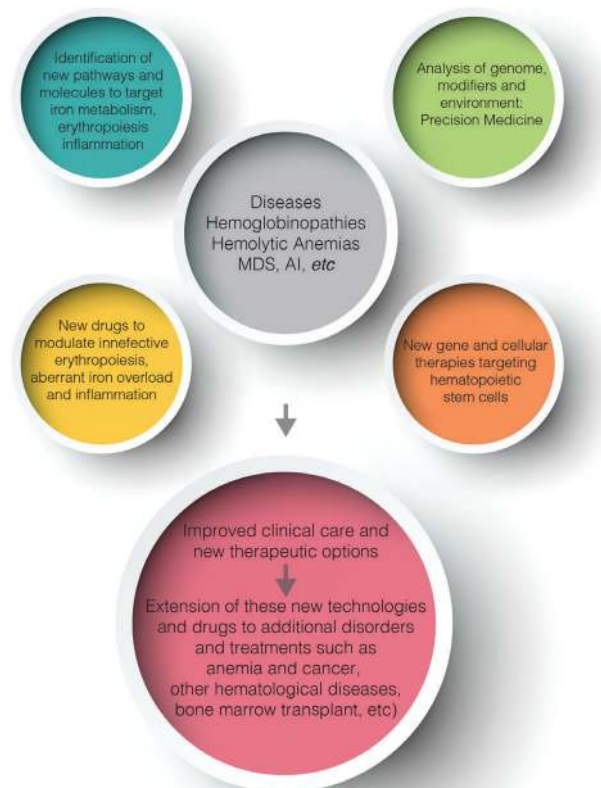 Identification of
new pathways and
molecules to target
iron metabolism,
erythropoiesis
inflammation
Analysis of genome,
modifiers and
environment:
Precision Medicine
Diseases
Hemoglobinopathies
Hemolytic Anemias
MDS, AI, etc
New drugs to
modulate innefective
erythropoiesis,
aberrant iron overload
and inflammation
New gene and cellular
therapies targeting
hematopoietic
stem cells
Improved clinical care and
new therapeutic options
Extension of these new technologies
and drugs to additional disorders
and treatments such as
anemia and cancer,
other hematological diseases,
bone marrow transplant, etc)